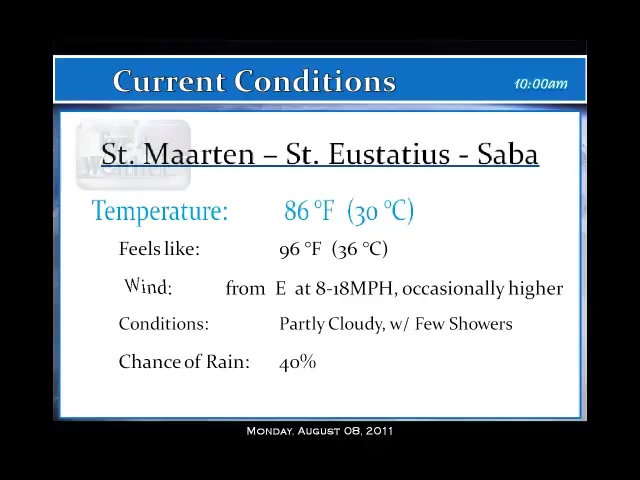 Current Conditions 10:00am
St. Maarten – St. Eustatius - Saba
Temperature: 86 °F (30 °C)
Feels like: 96 °F (36 °C)
Wind: from E at 8-18MPH, occasionally higher
Conditions: Partly Cloudy, w/ Few Showers
Chance of Rain: 40%
Monday, August 08, 2011